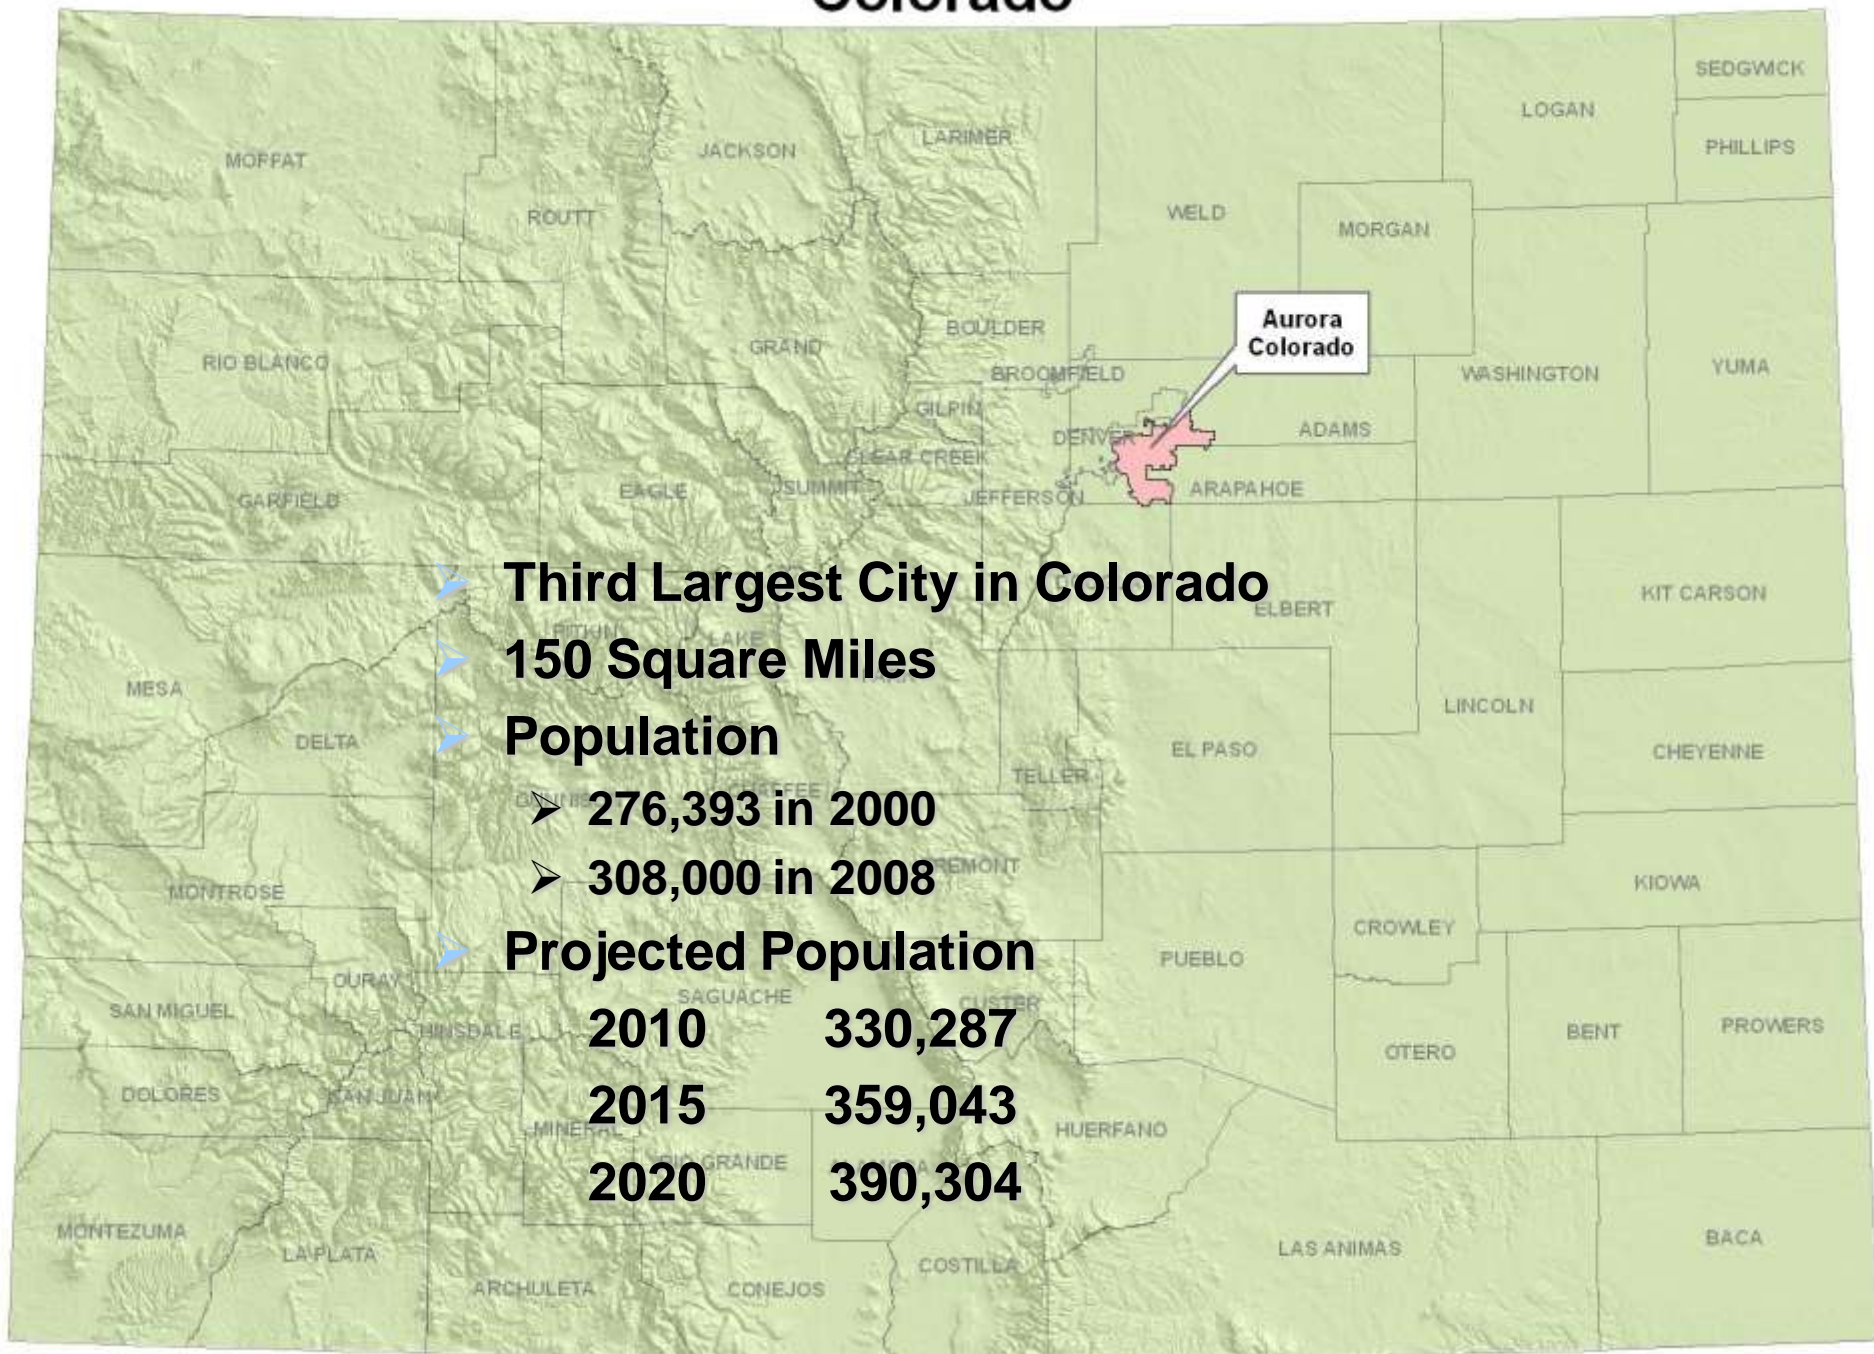 Colorado
SEDGWICK
LOGAN
PHILLIPS
LARIMER
JACKSON
MOFFAT
ROUTT
WELD
MORGAN
Aurora
Colorado
BOULDER
GRAND
RIO BLANCO
BROOMFIELD
WASHINGTON
YUMA
GILPIN
DENVER
ADAMS
CLEAR CREEK
GARFIELD
EAGLE
SUMMIT
JEFFERSON
ARAPAHOE
Third Largest City in Colorado
ELBERT
KIT CARSON
PITKIN
LAKE
150 Square Miles
MESA
LINCOLN
DELTA
Population
EL PASO
CHEYENNE
TELLER
276,393 in 2000
308,000 in 2008
MONTROSE
KIOWA
CROWLEY
Projected Population
PUEBLO
OURAY
SAGUACHE
CUSTER
SAN MIGUEL
HINSDALE
2010 330,287
BENT
PROWERS
OTERO
DOLORES
SAN JUAN
2015 359,043
MINERAL
HUERFANO
RIO GRANDE
2020 390,304
MONTEZUMA
LA PLATA
LAS ANIMAS
BACA
COSTILLA
ARCHULETA
CONEJOS